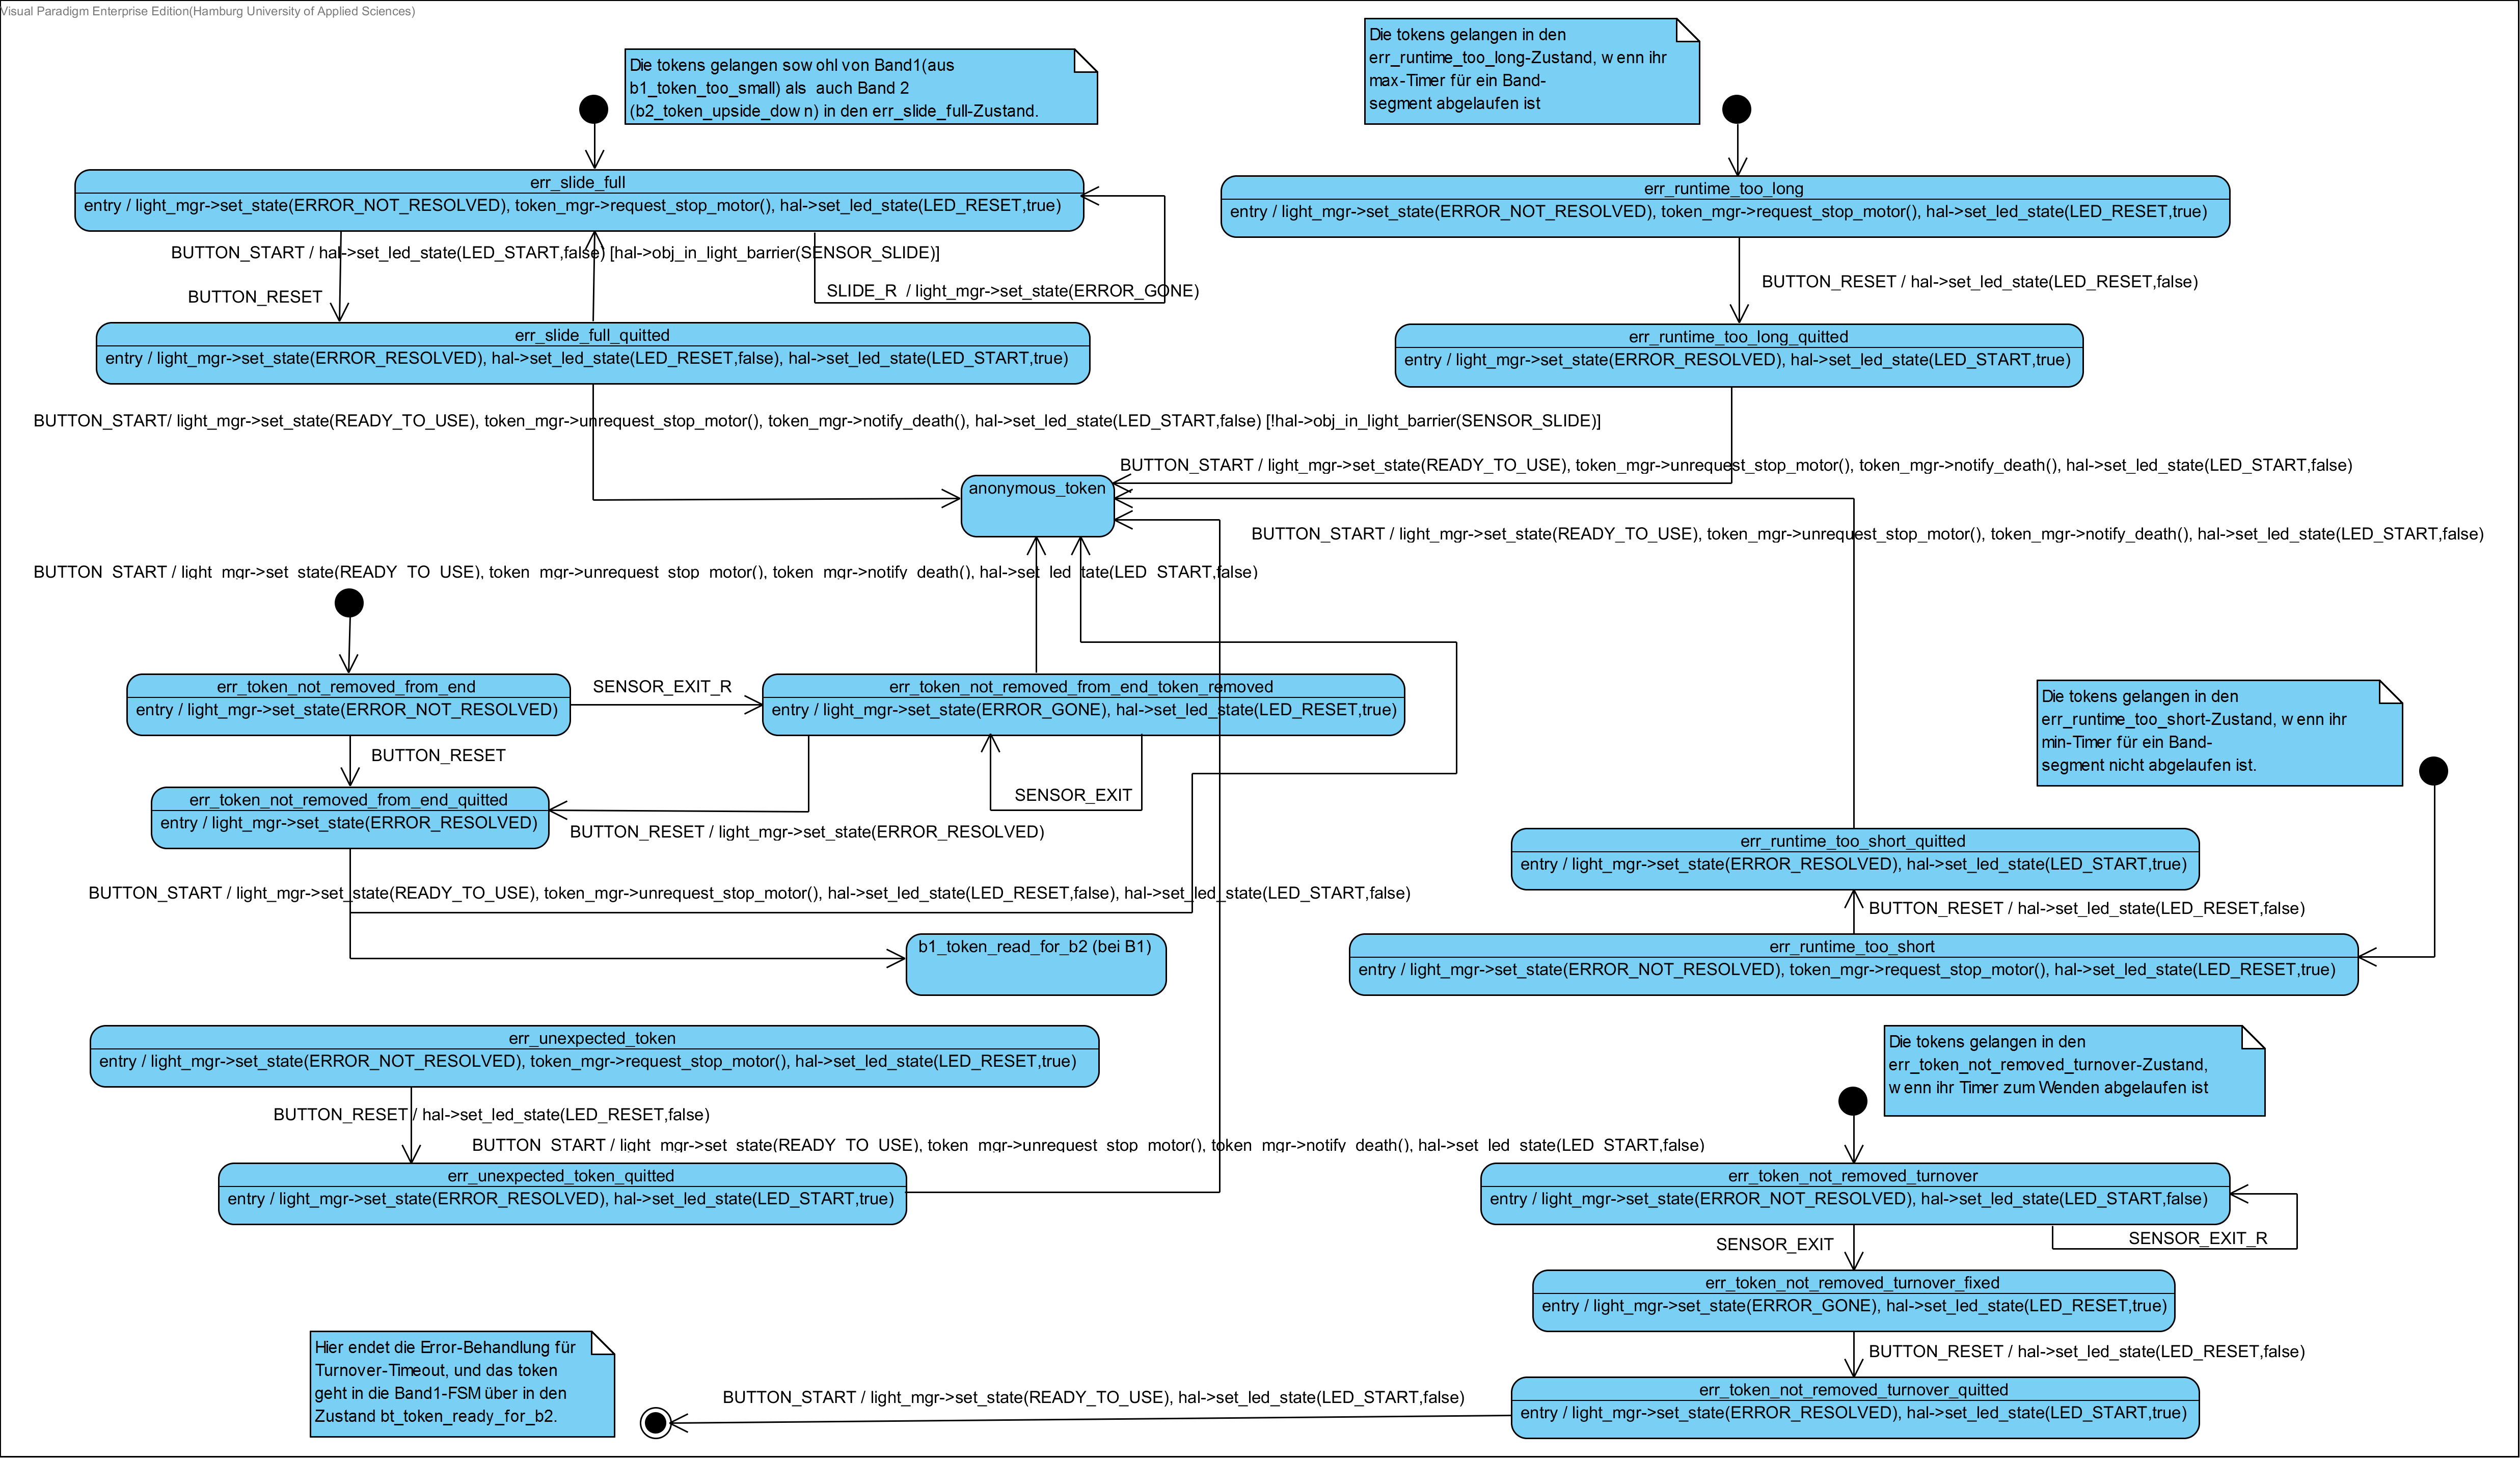 Visual Paradigm Enterprise Edition(Hamburg University of Applied Sciences)
Die tokens gelangen sowohl von Band1(aus
b1_token_too_small) als auch Band 2
(b2_token_upside_down) in den err_slide_full-Zustand.
Die tokens gelangen in den
err_runtime_too_long-Zustand, wenn ihr
max-Timer für ein Band-
segment abgelaufen ist
err_slide_full
entry / light_mgr->set_state(ERROR_NOT_RESOLVED), token_mgr->request_stop_motor(), hal->set_led_state(LED_RESET,true)
err_runtime_too_long
entry / light_mgr->set_state(ERROR_NOT_RESOLVED), token_mgr->request_stop_motor(), hal->set_led_state(LED_RESET,true)
BUTTON_START / hal->set_led_state(LED_START,false) [hal->obj_in_light_barrier(SENSOR_SLIDE)]
BUTTON_RESET
SLIDE_R / light_mgr->set_state(ERROR_GONE)
BUTTON_RESET / hal->set_led_state(LED_RESET,false)
err_slide_full_quitted
entry / light_mgr->set_state(ERROR_RESOLVED), hal->set_led_state(LED_RESET,false), hal->set_led_state(LED_START,true)
err_runtime_too_long_quitted
entry / light_mgr->set_state(ERROR_RESOLVED), hal->set_led_state(LED_START,true)
BUTTON_START/ light_mgr->set_state(READY_TO_USE), token_mgr->unrequest_stop_motor(), token_mgr->notify_death(), hal->set_led_state(LED_START,false) [!hal->obj_in_light_barrier(SENSOR_SLIDE)]
BUTTON_START / light_mgr->set_state(READY_TO_USE), token_mgr->unrequest_stop_motor(), token_mgr->notify_death(), hal->set_led_state(LED_START,false)
anonymous_token
BUTTON_START / light_mgr->set_state(READY_TO_USE), token_mgr->unrequest_stop_motor(), token_mgr->notify_death(), hal->set_led_state(LED_START,false)
BUTTON_START / light_mgr->set_state(READY_TO_USE), token_mgr->unrequest_stop_motor(), token_mgr->notify_death(), hal->set_led_state(LED_START,false)
err_token_not_removed_from_end
entry / light_mgr->set_state(ERROR_NOT_RESOLVED)
SENSOR_EXIT_R
err_token_not_removed_from_end_token_removed
entry / light_mgr->set_state(ERROR_GONE), hal->set_led_state(LED_RESET,true)
Die tokens gelangen in den
err_runtime_too_short-Zustand, wenn ihr
min-Timer für ein Band-
segment nicht abgelaufen ist.
BUTTON_RESET
SENSOR_EXIT
err_token_not_removed_from_end_quitted
entry / light_mgr->set_state(ERROR_RESOLVED)
BUTTON_RESET / light_mgr->set_state(ERROR_RESOLVED)
err_runtime_too_short_quitted
entry / light_mgr->set_state(ERROR_RESOLVED), hal->set_led_state(LED_START,true)
BUTTON_START / light_mgr->set_state(READY_TO_USE), token_mgr->unrequest_stop_motor(), hal->set_led_state(LED_RESET,false), hal->set_led_state(LED_START,false)
BUTTON_RESET / hal->set_led_state(LED_RESET,false)
b1_token_read_for_b2 (bei B1)
err_runtime_too_short
entry / light_mgr->set_state(ERROR_NOT_RESOLVED), token_mgr->request_stop_motor(), hal->set_led_state(LED_RESET,true)
err_unexpected_token
entry / light_mgr->set_state(ERROR_NOT_RESOLVED), token_mgr->request_stop_motor(), hal->set_led_state(LED_RESET,true)
Die tokens gelangen in den
err_token_not_removed_turnover-Zustand,
wenn ihr Timer zum Wenden abgelaufen ist
BUTTON_RESET / hal->set_led_state(LED_RESET,false)
BUTTON_START / light_mgr->set_state(READY_TO_USE), token_mgr->unrequest_stop_motor(), token_mgr->notify_death(), hal->set_led_state(LED_START,false)
err_unexpected_token_quitted
entry / light_mgr->set_state(ERROR_RESOLVED), hal->set_led_state(LED_START,true)
err_token_not_removed_turnover
entry / light_mgr->set_state(ERROR_NOT_RESOLVED), hal->set_led_state(LED_START,false)
SENSOR_EXIT
SENSOR_EXIT_R
err_token_not_removed_turnover_fixed
entry / light_mgr->set_state(ERROR_GONE), hal->set_led_state(LED_RESET,true)
Hier endet die Error-Behandlung für
Turnover-Timeout, und das token
geht in die Band1-FSM über in den
Zustand bt_token_ready_for_b2.
BUTTON_RESET / hal->set_led_state(LED_RESET,false)
BUTTON_START / light_mgr->set_state(READY_TO_USE), hal->set_led_state(LED_START,false)
err_token_not_removed_turnover_quitted
entry / light_mgr->set_state(ERROR_RESOLVED), hal->set_led_state(LED_START,true)